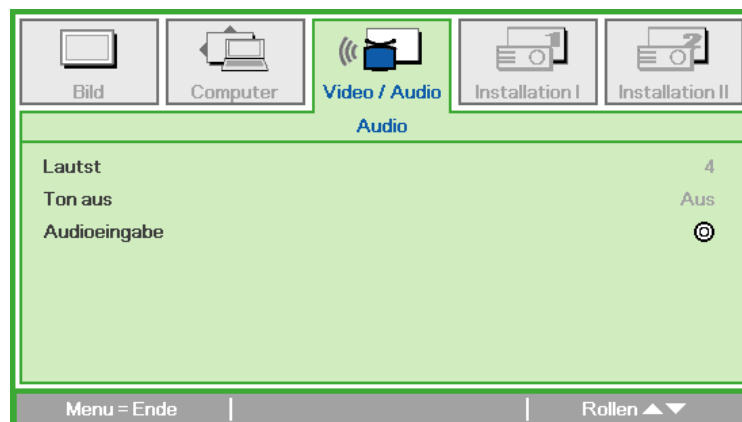 Bild
Computer
Video / Audio
Installation I
Installation II
Audio
Lautst
4
Ton aus
Aus
Audioeingabe
Menu = Ende
Rollen ▲▼